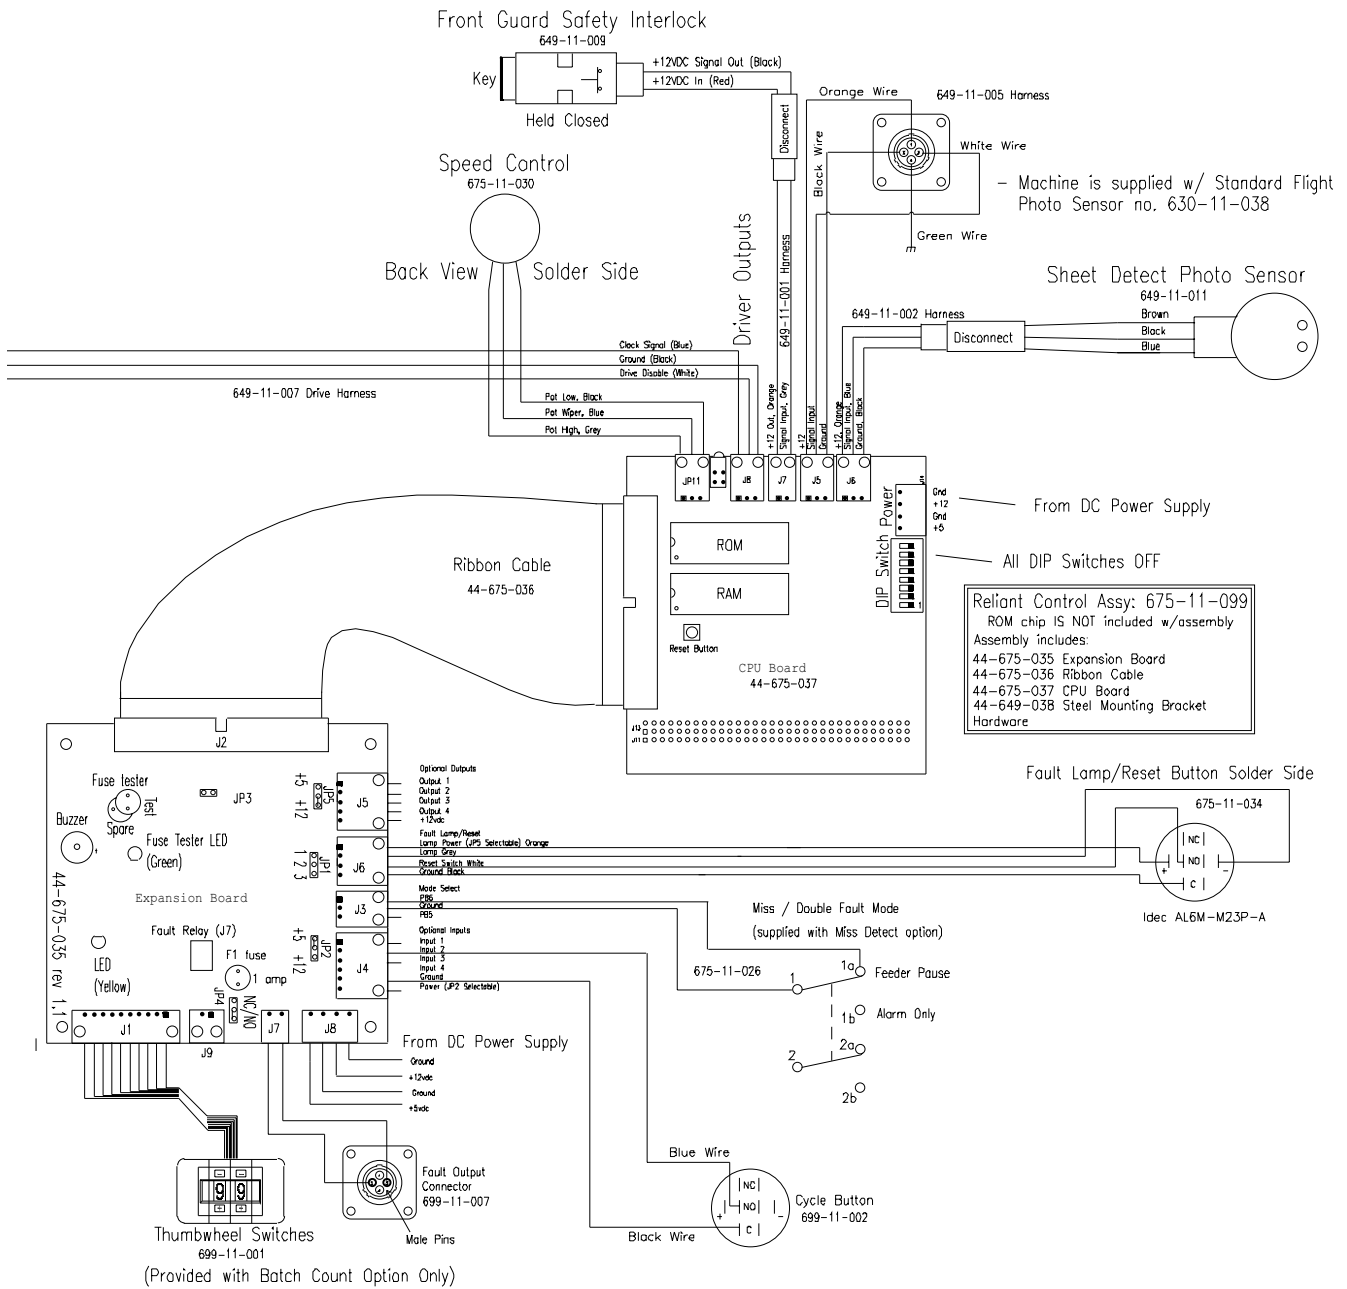 Front Guard Safety Interlock
649-11-009
+12VDC Signal Out (Black)
+12VDC In (Red)
Key
Held Closed
Disconnect
Orange Wire
649-11-005 Harness
Black Wire
White Wire
Green Wire
- Machine is supplied w/ Standard Flight
Photo Sensor no. 630-11-038
Speed Control
675-11-030
Back View
Solder Side
Driver Outputs
649-11-001 Harness
Sheet Detect Photo Sensor
649-11-011
649-11-002 Harness
Disconnect
Brown
Black
Blue
Clock Signal (Blue)
Ground (Black)
Drive Disable (White)
649-11-007 Drive Harness
Pot Low, Black
Pot Wiper, Blue
Pot High, Grey
+12 Out, Orange
Signal Input, Grey
+12
Signal Input
Ground
+12, Orange
Signal Input, Blue
Ground, Black
JP11
J8
J7
J5
J6
Power
Gnd
+12
Gnd
+5
From DC Power Supply
DIP Switch
1
All DIP Switches OFF
ROM
RAM
Reset Button
CPU Board
44-675-037
J13
J11
Ribbon Cable
44-675-036
Reliant Control Assy: 675-11-099
ROM chip IS NOT included w/assembly
Assembly includes:
44-675-035 Expansion Board
44-675-036 Ribbon Cable
44-675-037 CPU Board
44-649-038 Steel Mounting Bracket
Hardware
J2
Fuse tester
Test
Spare
JP3
+5
+12
JP5
J5
Optional Outputs
Output 1
Output 2
Output 3
Output 4
+12vdc
Buzzer
+
Fuse Tester LED
(Green)
1 2 3
JP1
J6
Fault Lamp/Reset
Lamp Power (JP5 Selectable) Orange
Lamp Grey
Reset Switch White
Ground Black
Expansion Board
J3
Mode Select
PB6
Ground
PB5
44-675-035 rev 1.1
Fault Relay (J7)
LED
(Yellow)
F1 fuse
1 amp
+5
+12
JP2
J4
Optional Inputs
Input 1
Input 2
Input 3
Input 4
Ground
Power (JP2 Selectable)
JP4
NC/NO
J1
J9
J7
J8
From DC Power Supply
Ground
+12vdc
Ground
+5vdc
Fault Lamp/Reset Button Solder Side
675-11-034
NC
NO
C
+
-
Idec AL6M-M23P-A
Miss / Double Fault Mode
(supplied with Miss Detect option)
675-11-026
1
1a
Feeder Pause
1b
Alarm Only
2
2a
2b
Fault Output
Connector
699-11-007
Male Pins
Blue Wire
Black Wire
NC
NO
C
+
-
Cycle Button
699-11-002
9 9
Thumbwheel Switches
699-11-001
(Provided with Batch Count Option Only)